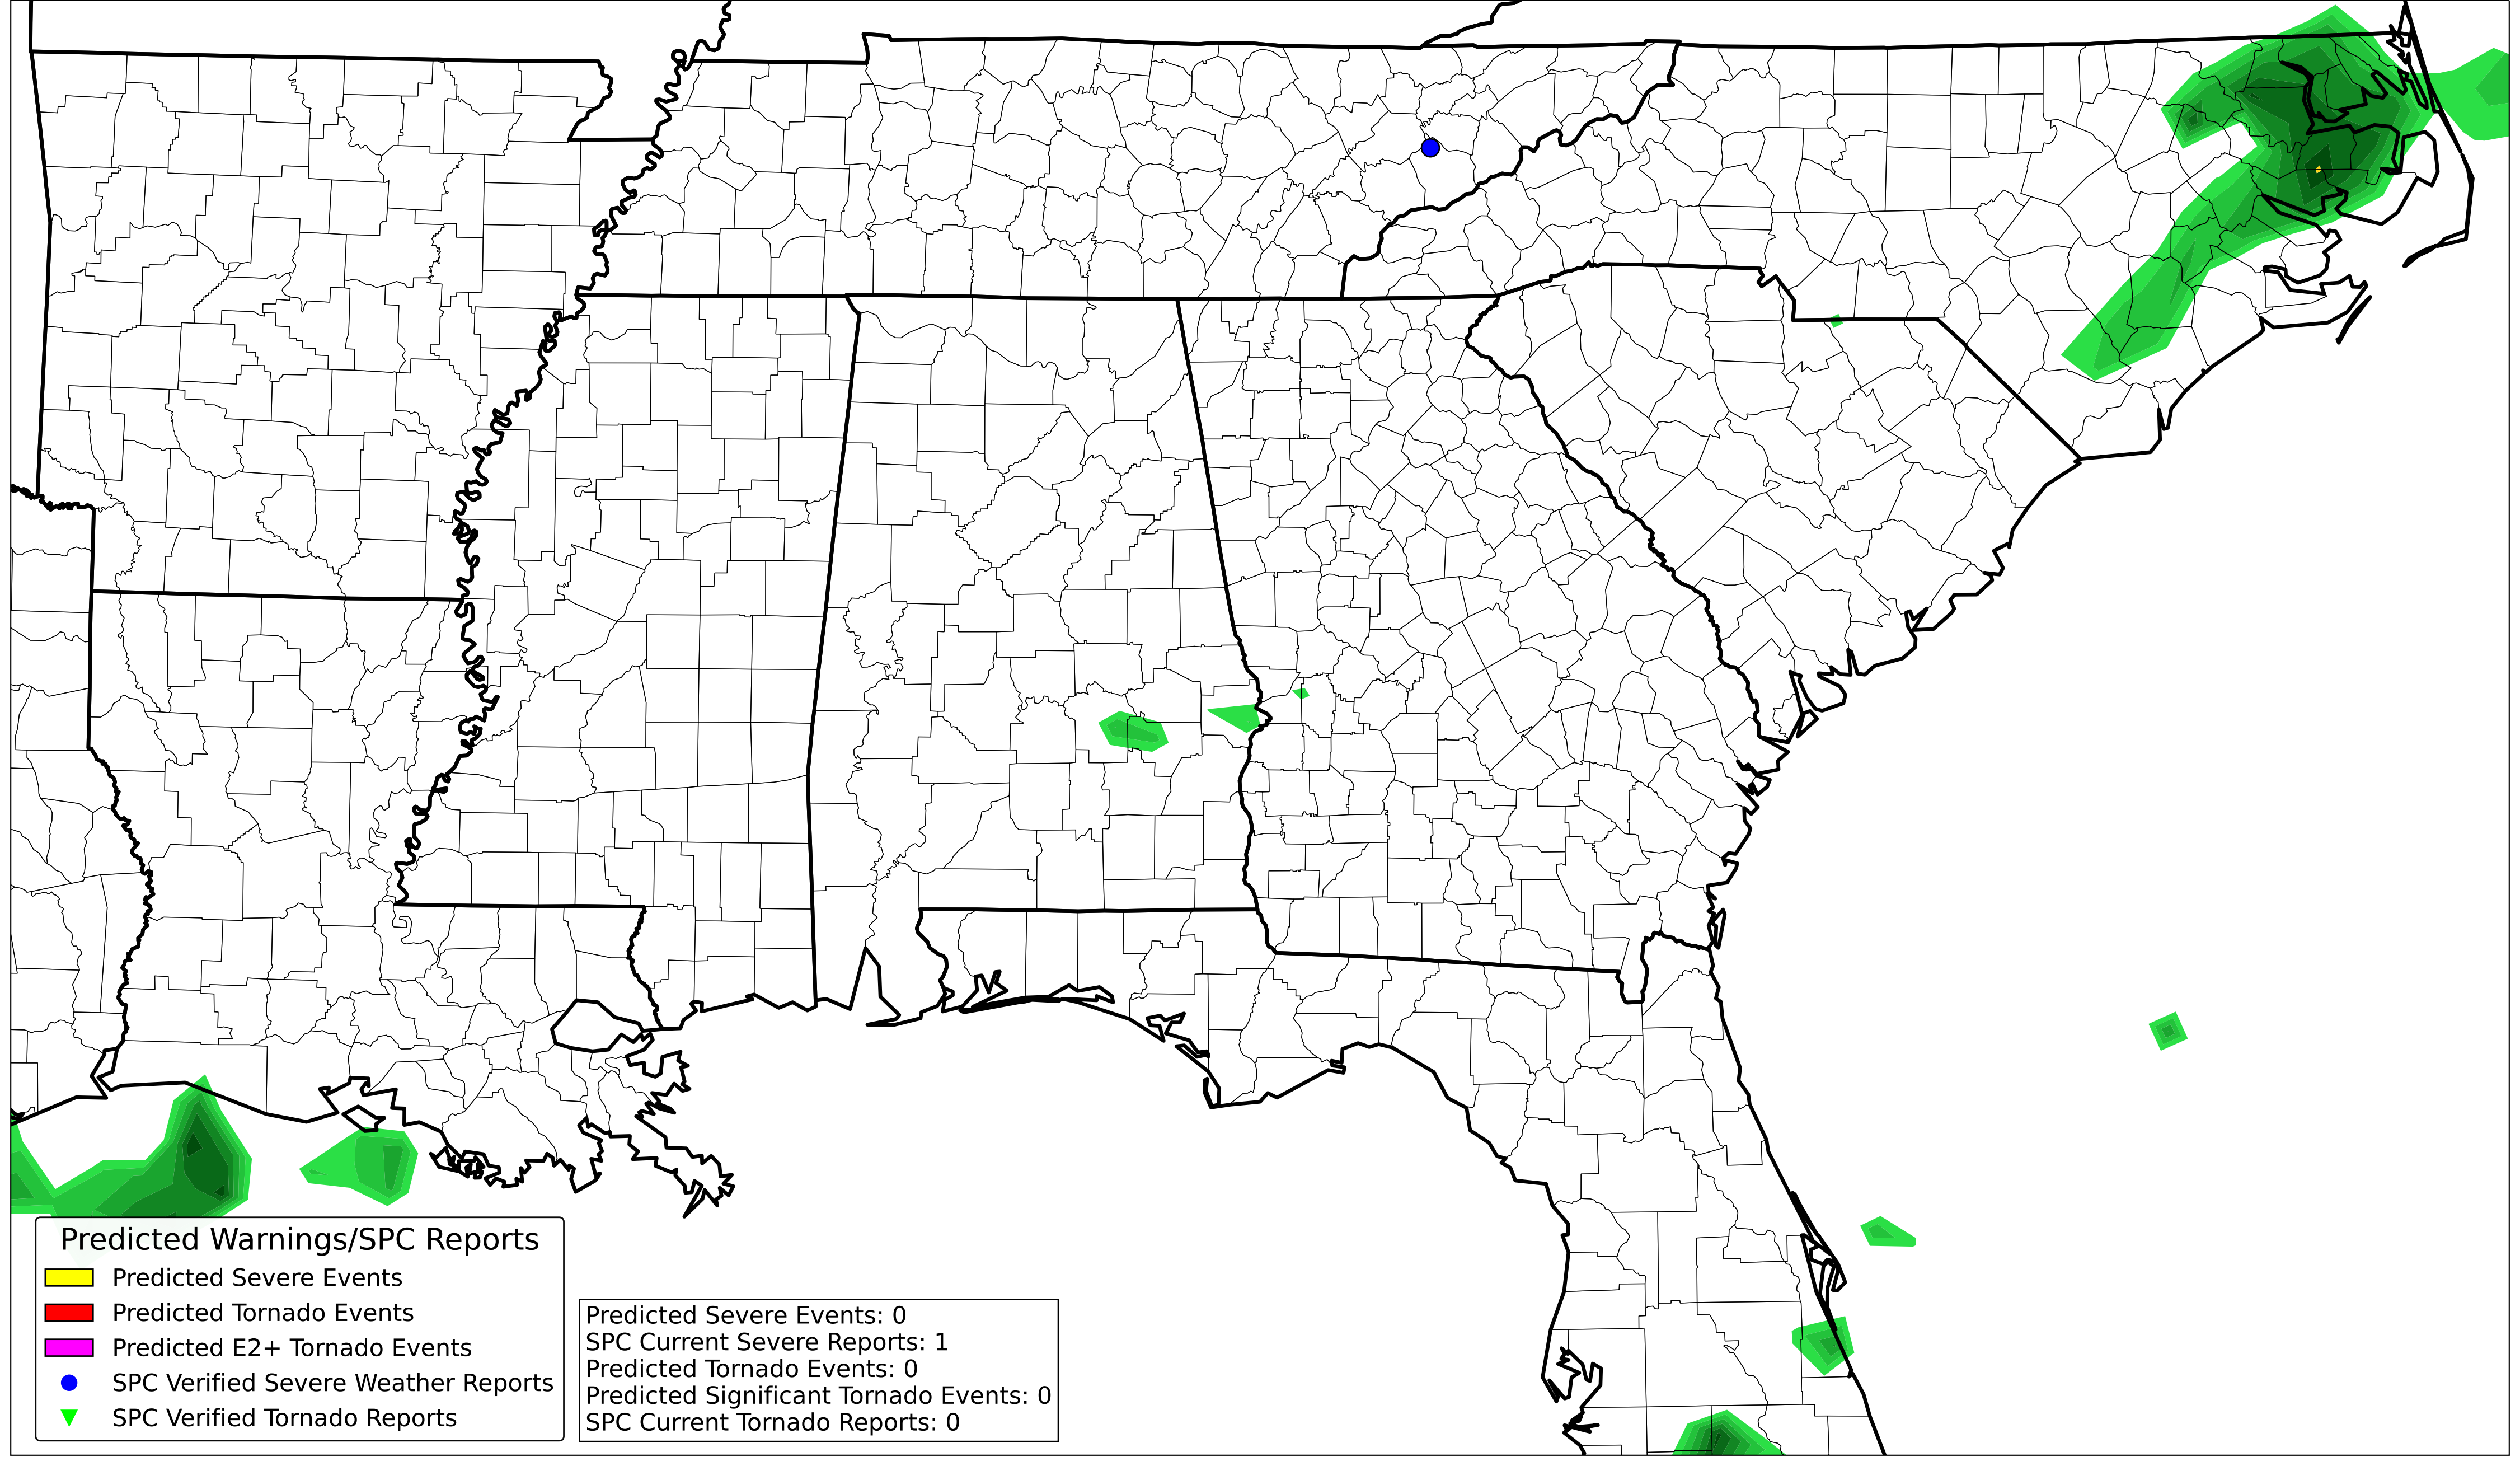 Predicted Warnings/SPC Reports
Predicted Severe Events
Predicted Tornado Events
Predicted E2+ Tornado Events
SPC Verified Severe Weather Reports
SPC Verified Tornado Reports
Predicted Severe Events: 0
SPC Current Severe Reports: 1
Predicted Tornado Events: 0
Predicted Significant Tornado Events: 0
SPC Current Tornado Reports: 0